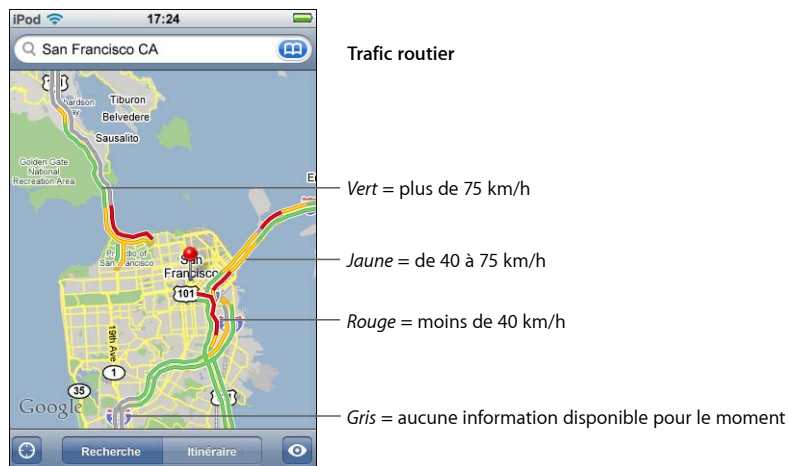 iPod 17:24
San Francisco CA
Trafic routier
Tiburon
Belvedere
Sausalito
Golden Gate
National
Recreation Area
Vert = plus de 75 km/h
San
Francisco
Jaune = de 40 à 75 km/h
101
Rouge = moins de 40 km/h
19th Ave
1
35
Google
Gris = aucune information disponible pour le moment
Recherche Itinéraire